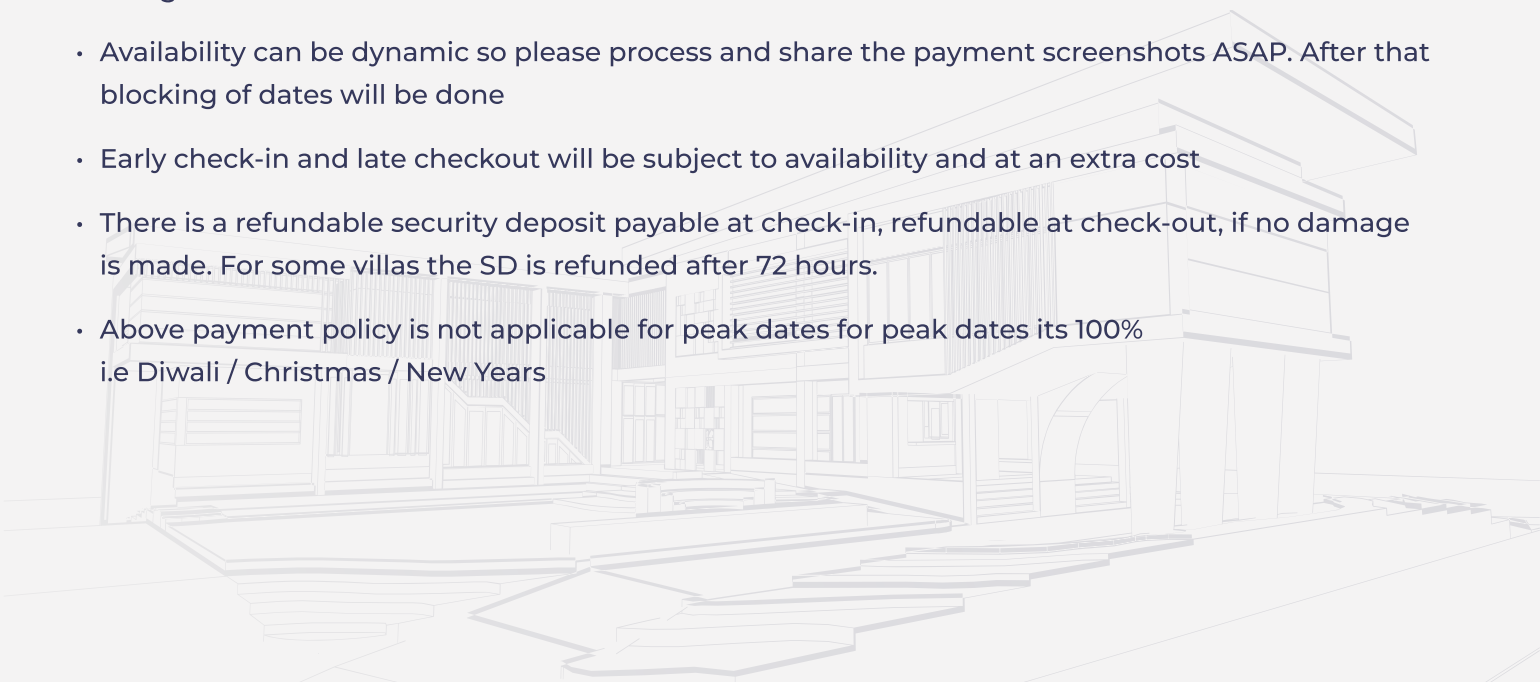 • Availability can be dynamic so please process and share the payment screenshots ASAP. After that
blocking of dates will be done
• Early check-in and late checkout will be subject to availability and at an extra cost
• There is a refundable security deposit payable at check-in, refundable at check-out, if no damage
is made. For some villas the SD is refunded after 72 hours.
• Above payment policy is not applicable for peak dates for peak dates its 100%
i.e Diwali / Christmas / New Years